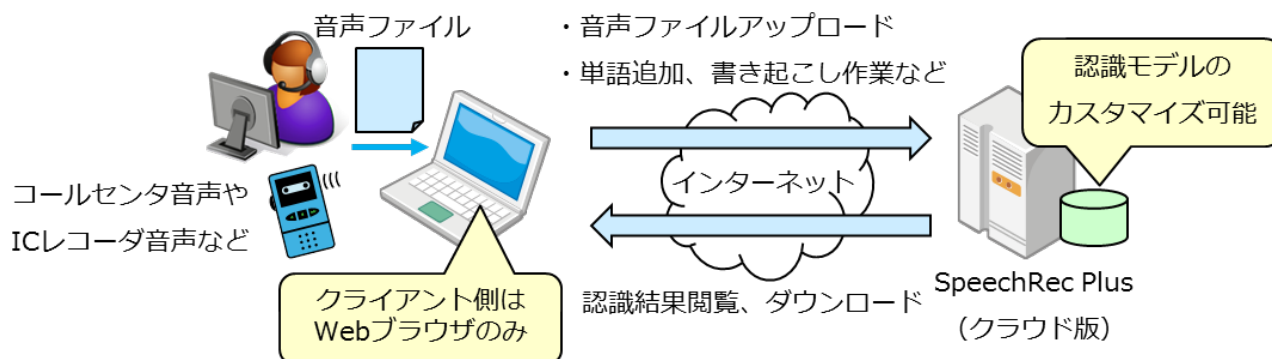 音声ファイル
・音声ファイルアップロード
・単語追加、書き起こし作業など
認識モデルの
カスタマイズ可能
コールセンタ音声や
ICレコーダ音声など
インターネット
クライアント側は
Webブラウザのみ
認識結果閲覧、ダウンロード
SpeechRec Plus
（クラウド版）